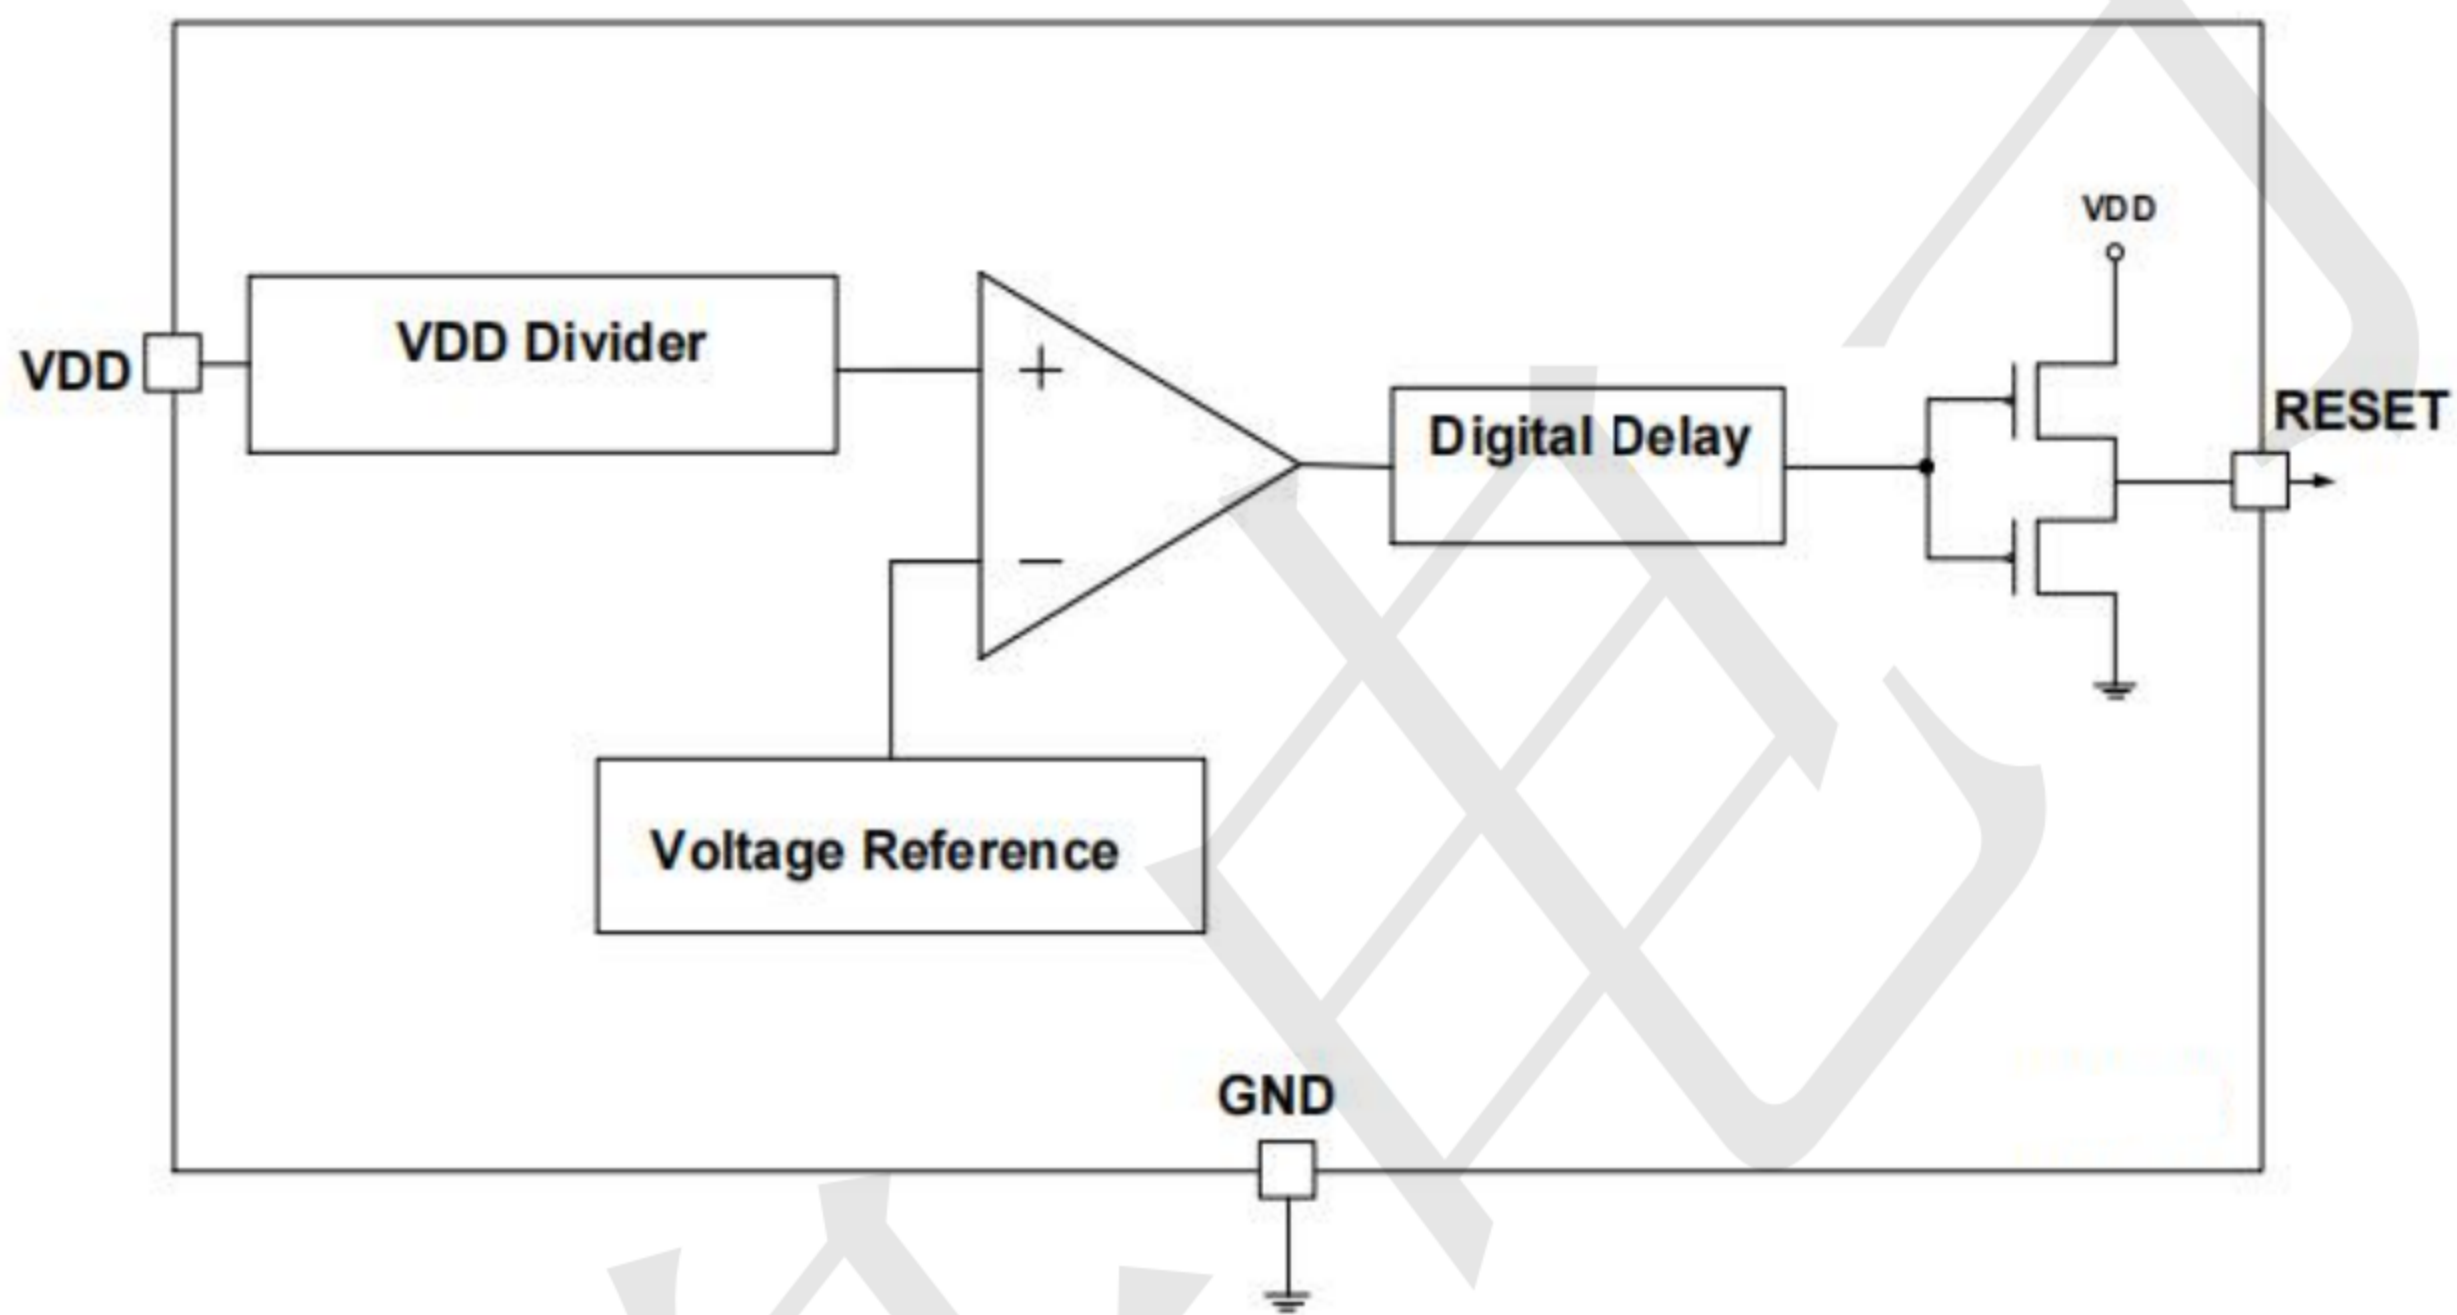 VDD
VDD Divider
+
Digital Delay
VDD
RESET
−
Voltage Reference
GND